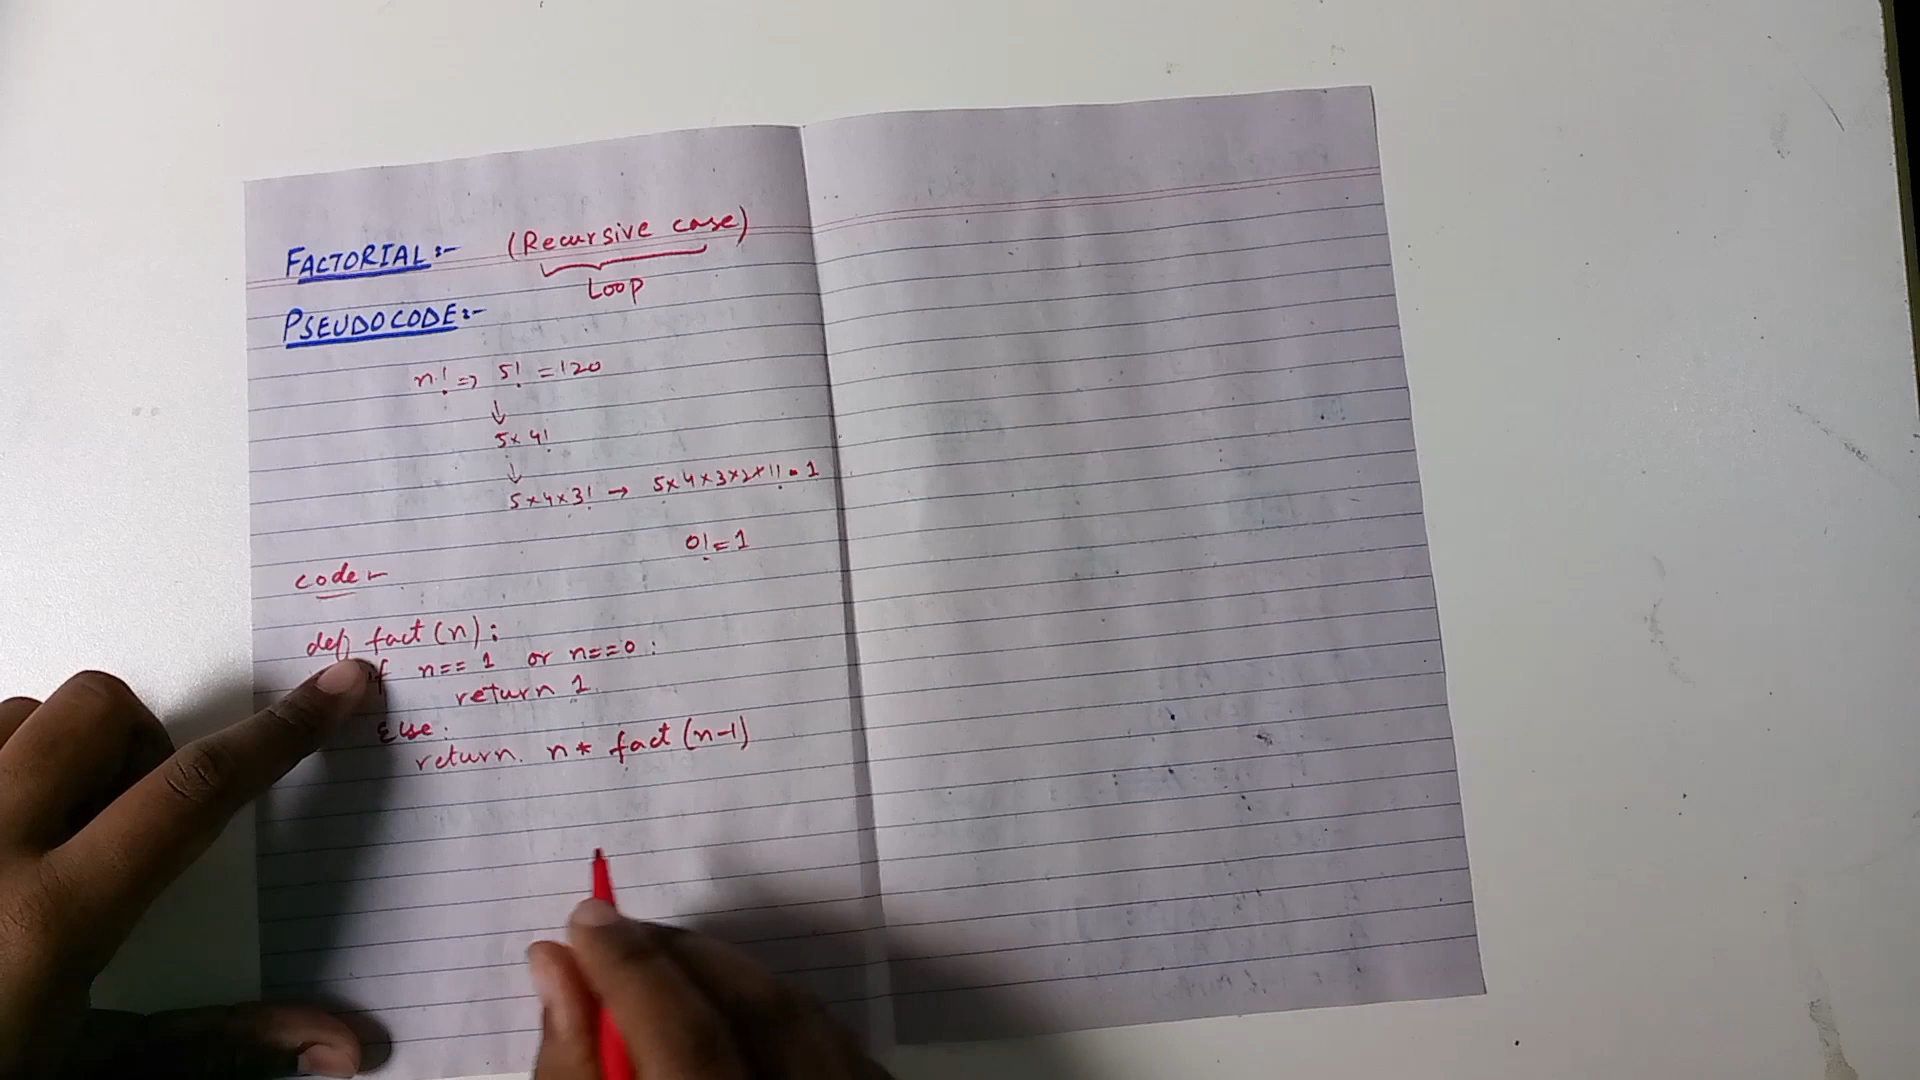 FACTORIAL:- (Recursive case)
Loop
PSEUDOCODE:-
n! => 5! = 120
↓
5 x 4!
↓
5 x 4 x 3! → 5 x 4 x 3 x 2 x 1! = 1
0! = 1
code:-
def fact (n):
if n == 1 or n == 0 :
return 1
Else.
return. n * fact (n-1)